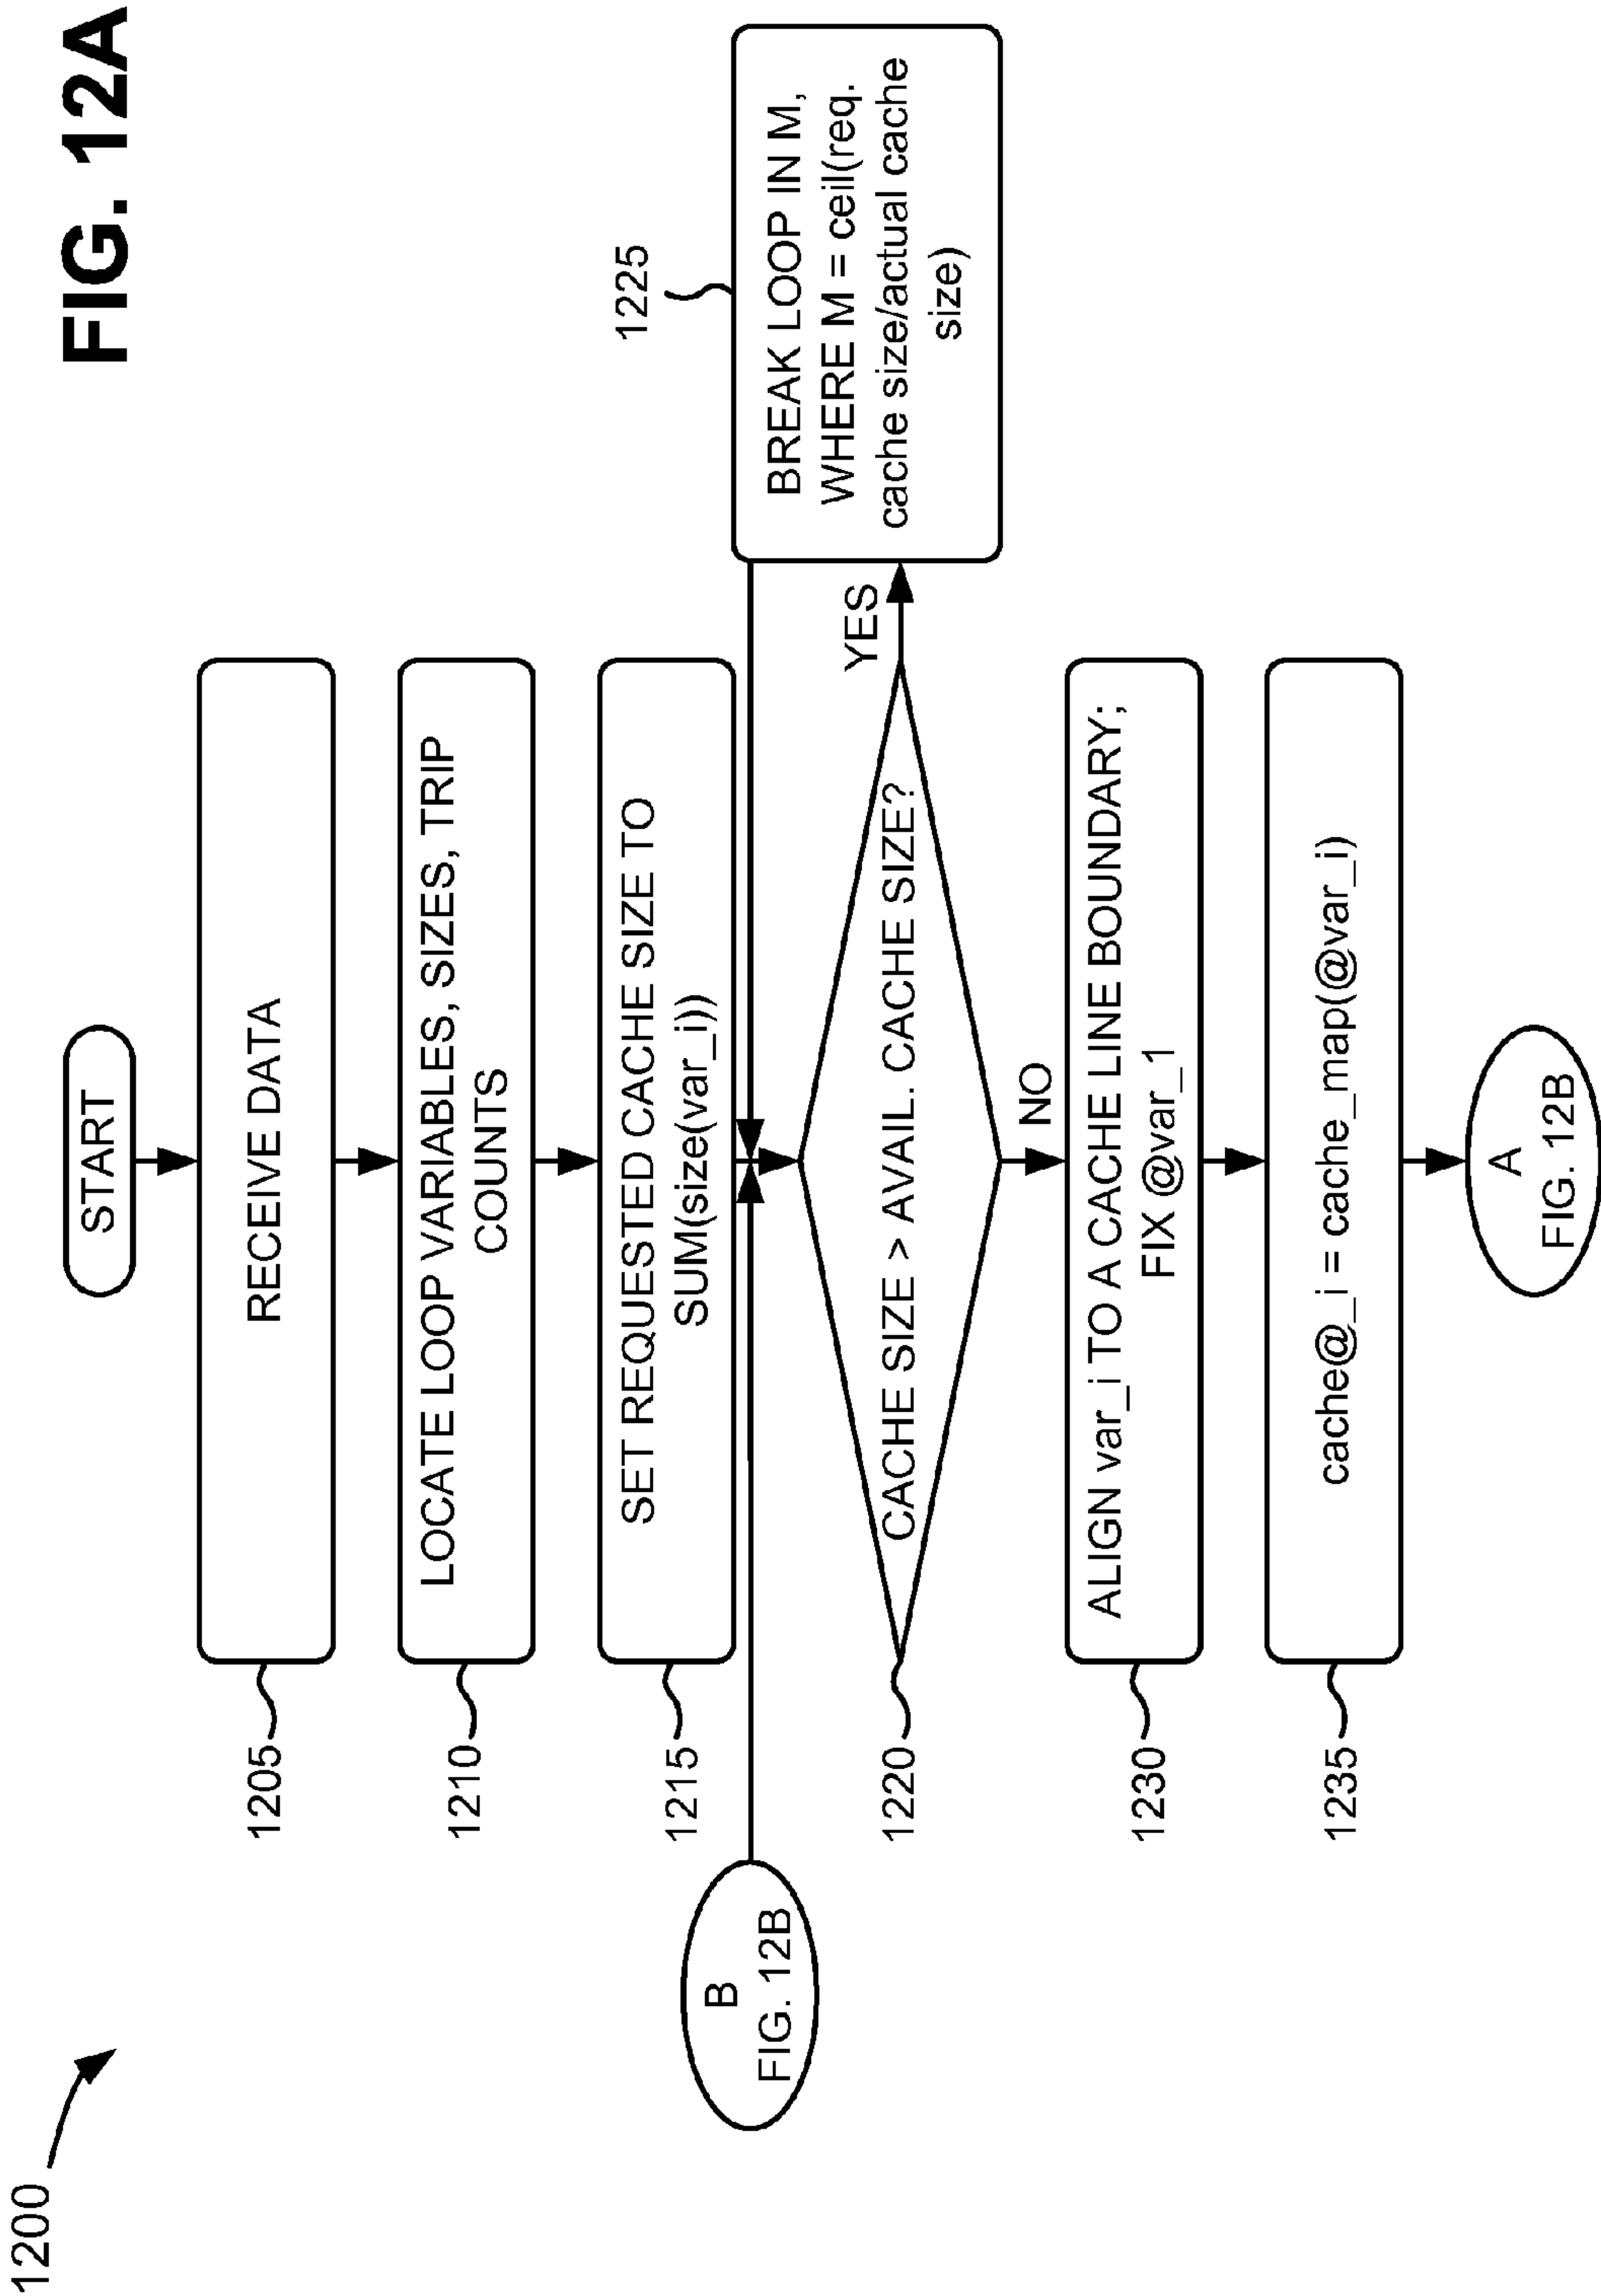 FIG. 12A
1200
START
1205
RECEIVE DATA
1210
LOCATE LOOP VARIABLES, SIZES, TRIP
COUNTS
1215
SET REQUESTED CACHE SIZE TO
SUM(size(var_i))
B
FIG. 12B
1220
CACHE SIZE > AVAIL. CACHE SIZE?
YES
1225
BREAK LOOP IN M,
WHERE M = ceil(req.
cache size/actual cache
size)
NO
1230
ALIGN var_i TO A CACHE LINE BOUNDARY;
FIX @var_1
1235
cache@_i = cache_map(@var_i)
A
FIG. 12B